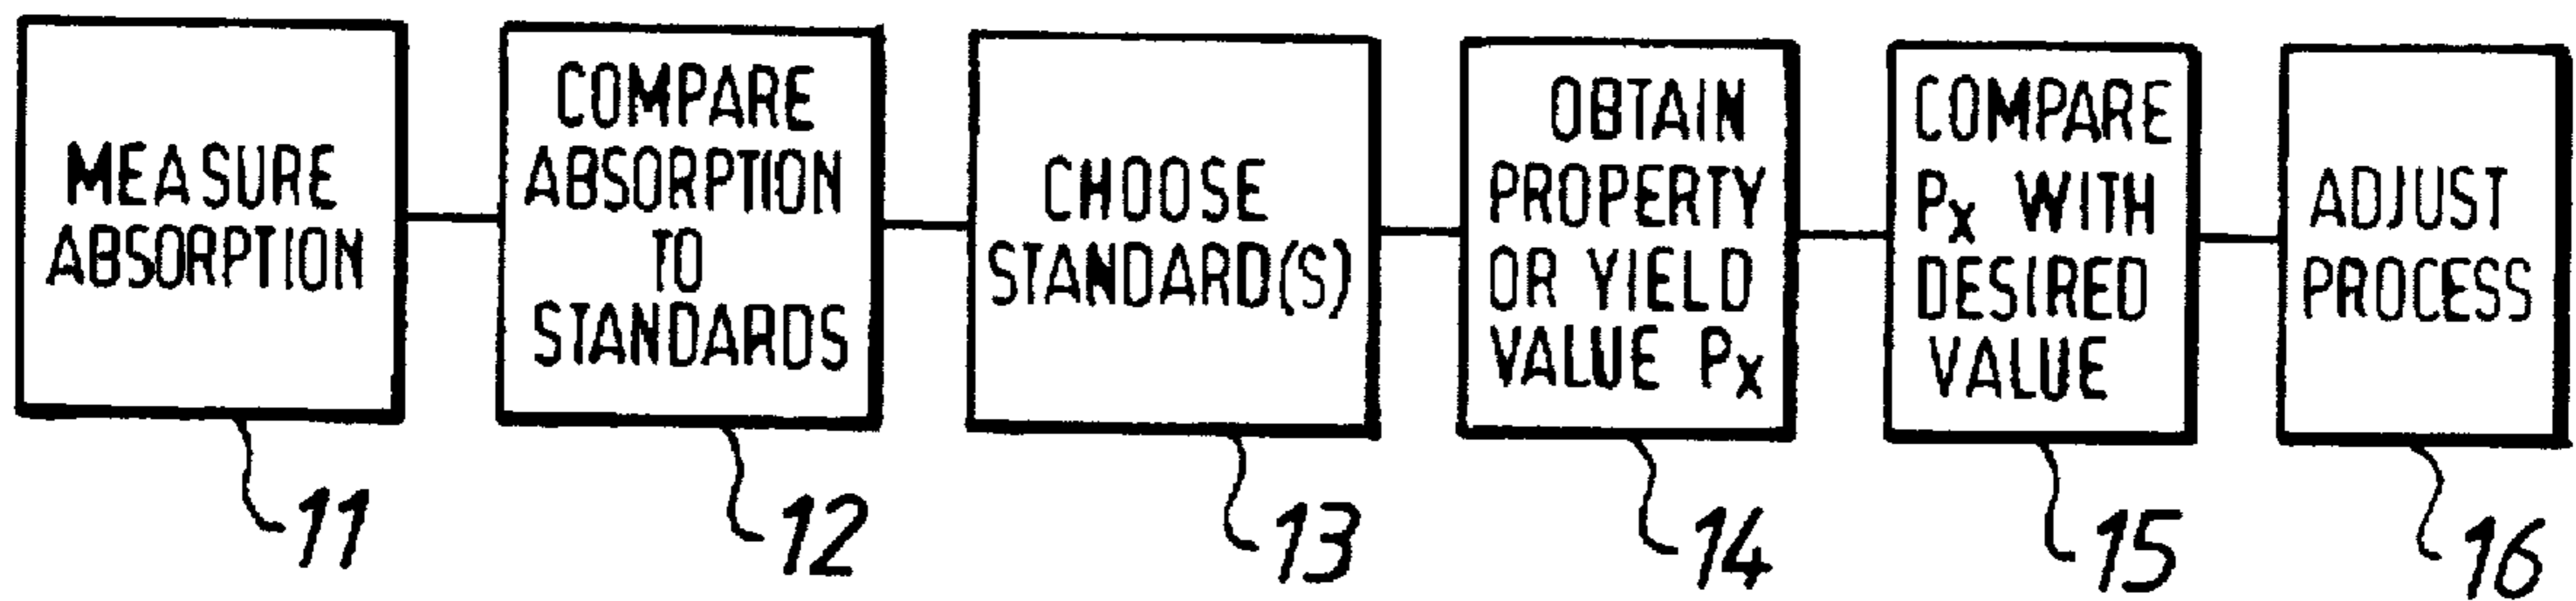 MEASURE
ABSORPTION
COMPARE
ABSORPTION
TO
STANDARDS
CHOOSE
STANDARD(S)
OBTAIN
PROPERTY
OR YIELD
VALUE Px
COMPARE
Px WITH
DESIRED
VALUE
ADJUST
PROCESS
11
12
13
14
15
16